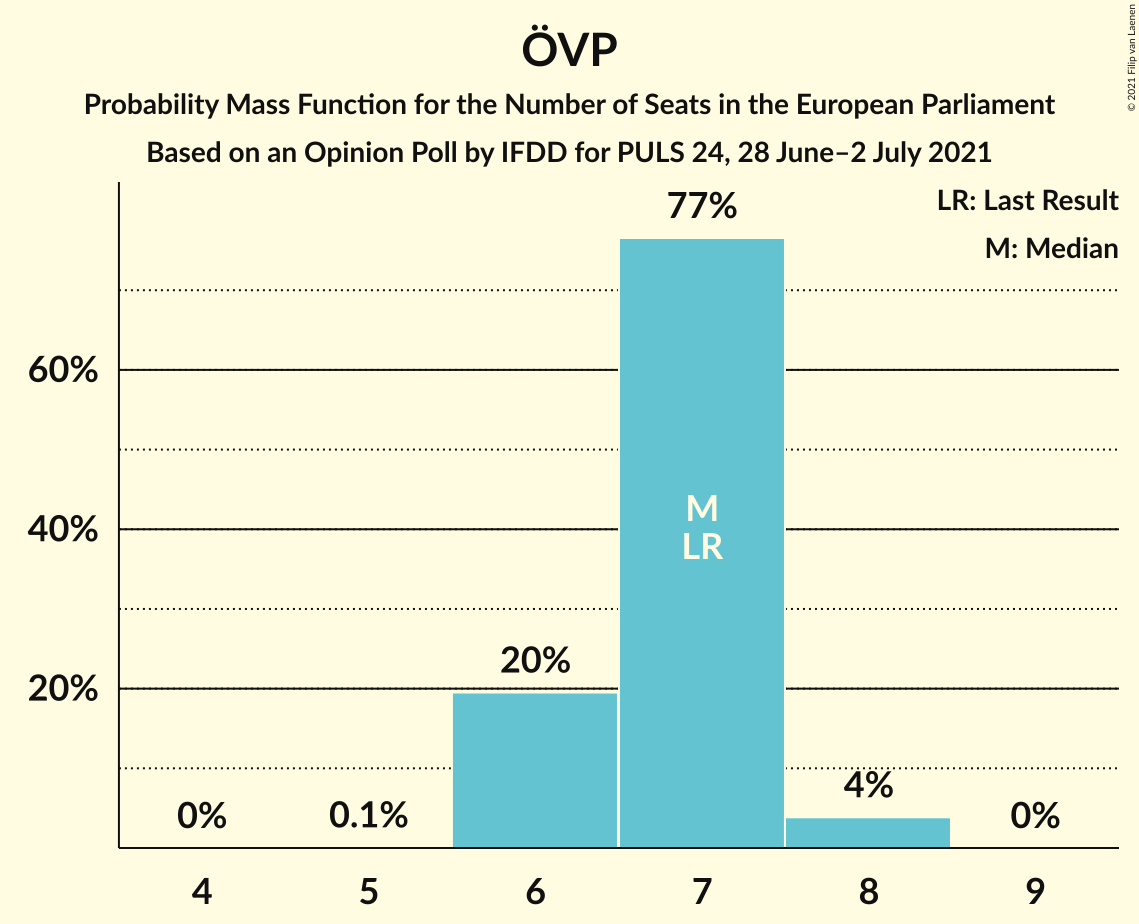 ÖVP
Probability Mass Function for the Number of Seats in the European Parliament
Based on an Opinion Poll by IFDD for PULS 24, 28 June–2 July 2021
© 2021 Filip van Laenen
LR: Last Result
M: Median
77%
60%
M
40%
LR
20%
20%
4%
0%
0.1%
0%
4 5 6 7 8 9